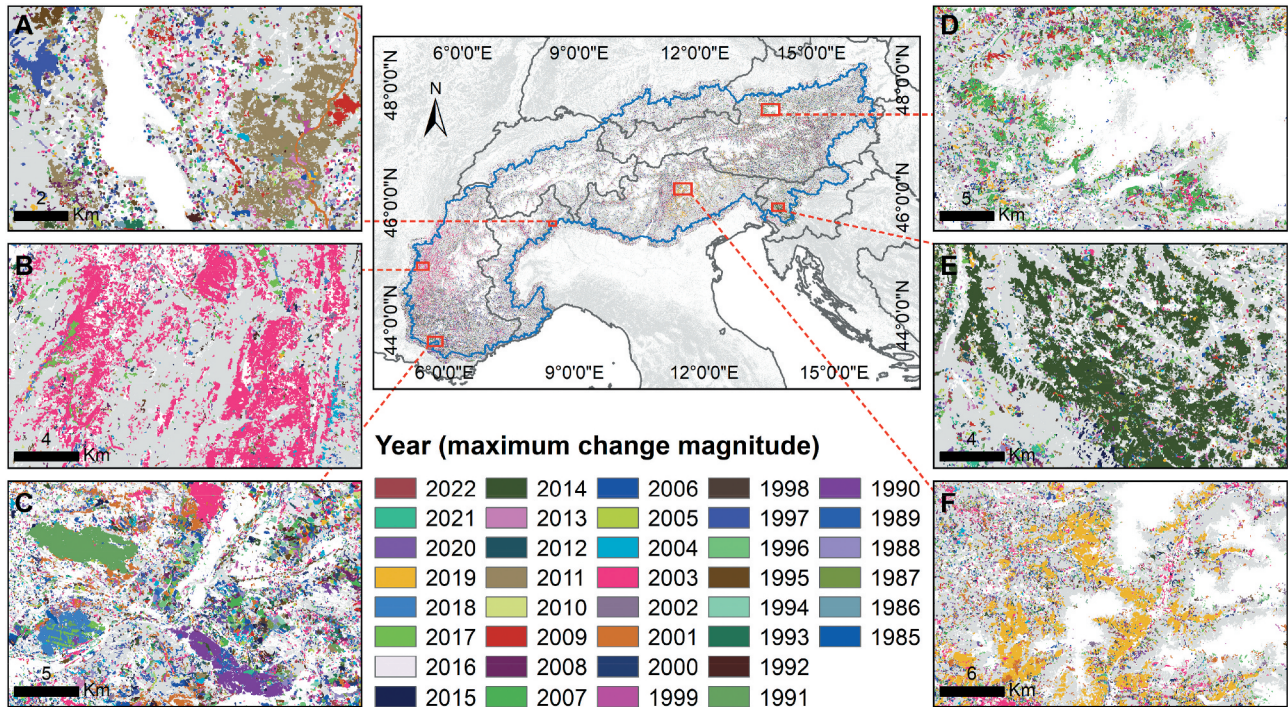 A
2
Km
B
4
Km
C
5
Km
6°0'0"E 9°0'0"E 12°0'0"E 15°0'0"E
N
48°0'0"N
46°0'0"N
44°0'0"N
48°0'0"N
46°0'0"N
44°0'0"N
6°0'0"E 9°0'0"E 12°0'0"E 15°0'0"E
D
5
Km
E
4
Km
F
6
Km
Year (maximum change magnitude)
2022 2014 2006 1998 1990
2021 2013 2005 1997 1989
2020 2012 2004 1996 1988
2019 2011 2003 1995 1987
2018 2010 2002 1994 1986
2017 2009 2001 1993 1985
2016 2008 2000 1992
2015 2007 1999 1991